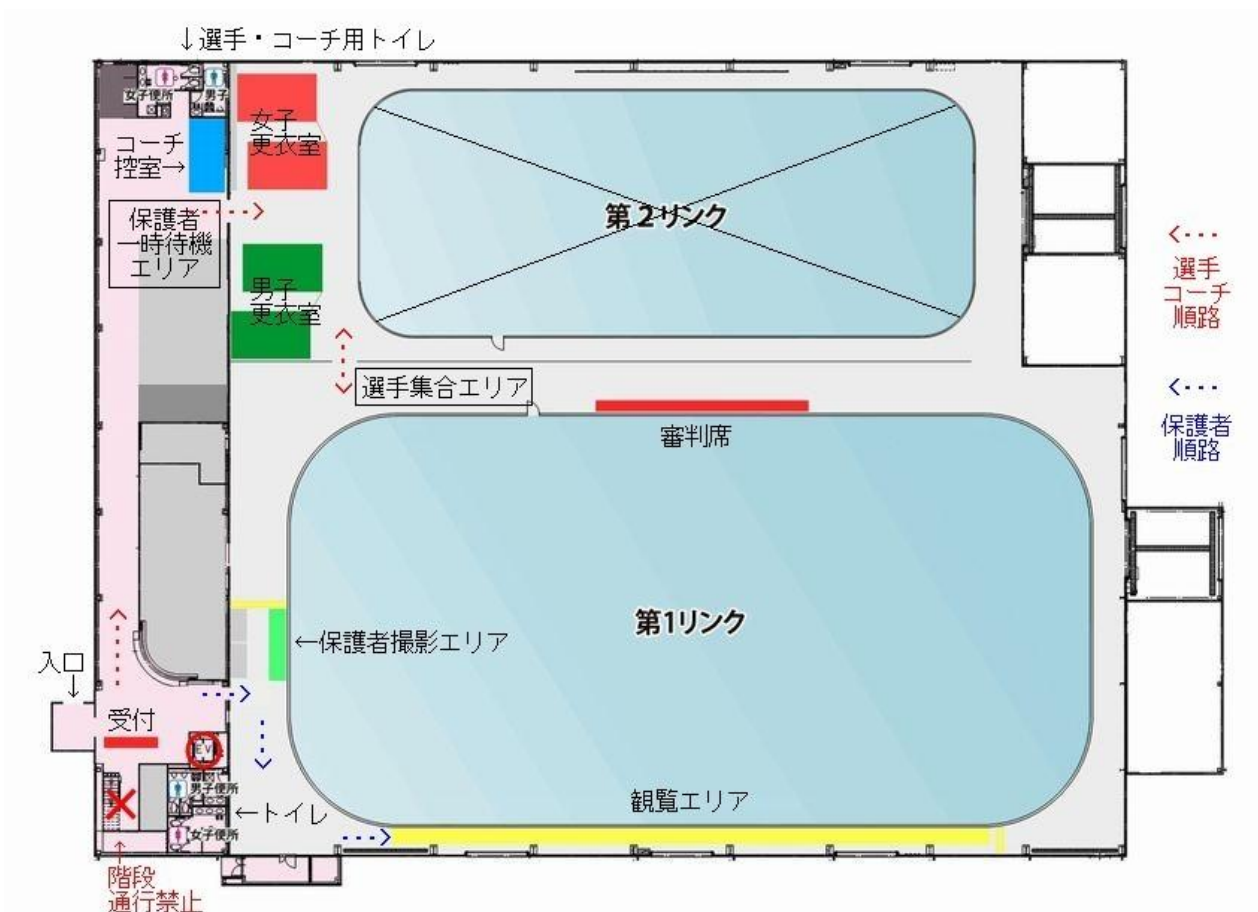 ↓選手・コーチ用トイレ
女子便所
男子
コーチ
控室→
女子
更衣室
保護者
一時待機
エリア
第2リンク
男子
更衣室
選手集合エリア
審判席
選手
コーチ
順路
保護者
順路
第1リンク
←保護者撮影エリア
入口
↓
受付
EV
男子便所
←トイレ
女子便所
観覧エリア
↑
階段
通行禁止